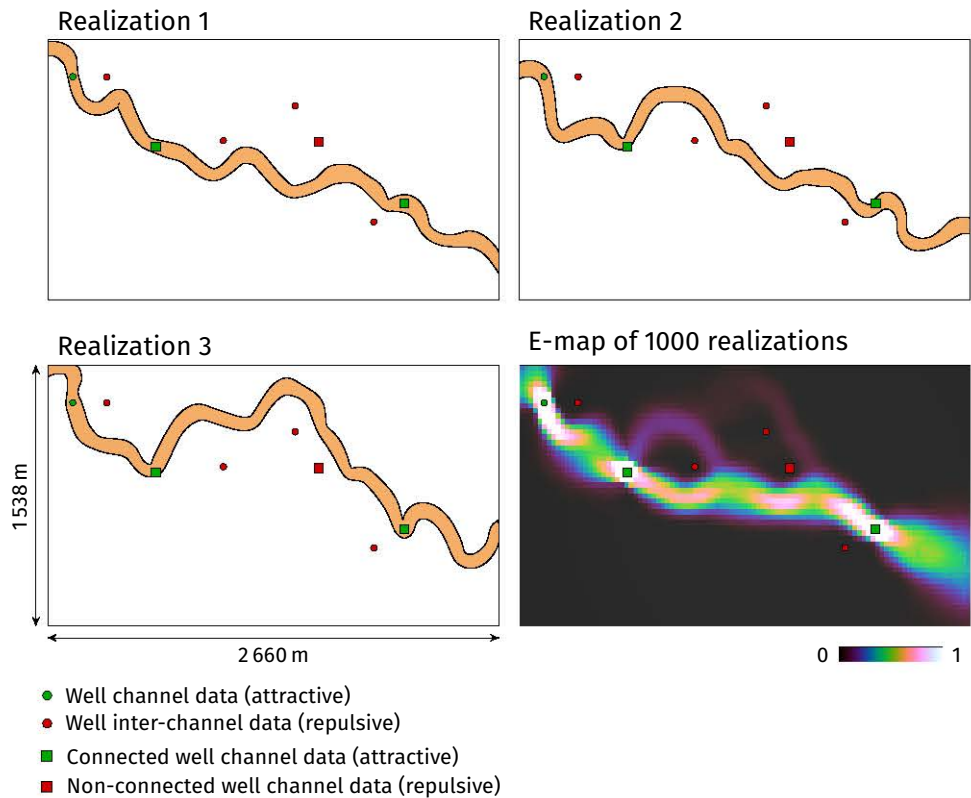 Realization 1
Realization 2
Realization 3
E-map of 1000 realizations
1 538 m
2 660 m
0 1
Well channel data (attractive)
Well inter-channel data (repulsive)
Connected well channel data (attractive)
Non-connected well channel data (repulsive)